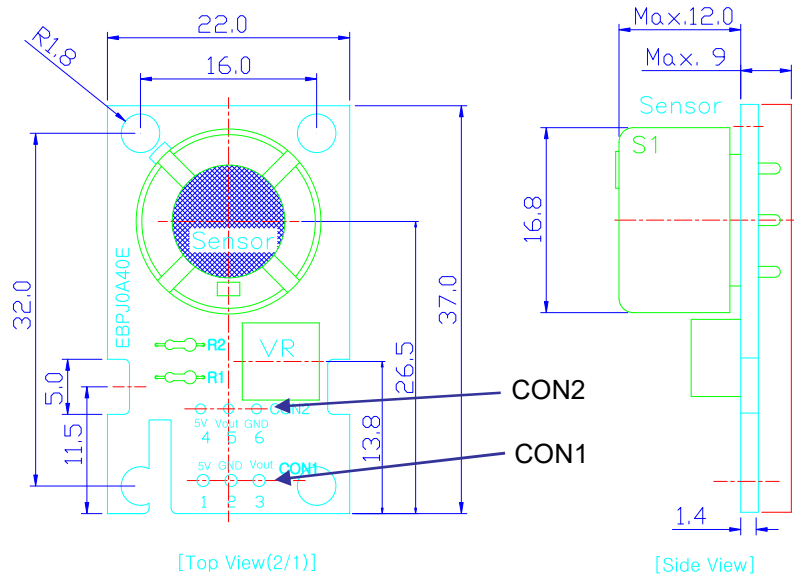 22.0
16.0
R1.8
Max.12.0
Max. 9
Sensor
S1
16.8
Sensor
EBPJ0A40E
32.0
37.0
26.5
R2
VR
R1
5.0
11.5
13.8
CON2
5V Vout GND
4 5 6
CON2
5V GND Vout
CON1
1 2 3
CON1
1.4
[Top View(2/1)]
[Side View]